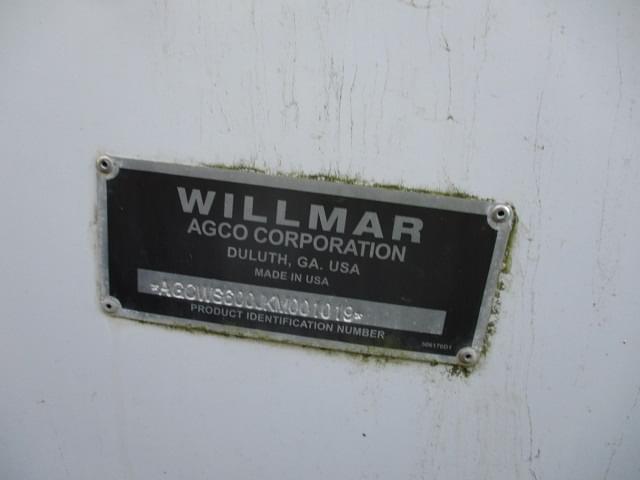 WILLMAR
AGCO CORPORATION
DULUTH, GA. USA
MADE IN USA
*AGCWS600JKM001019*
PRODUCT IDENTIFICATION NUMBER